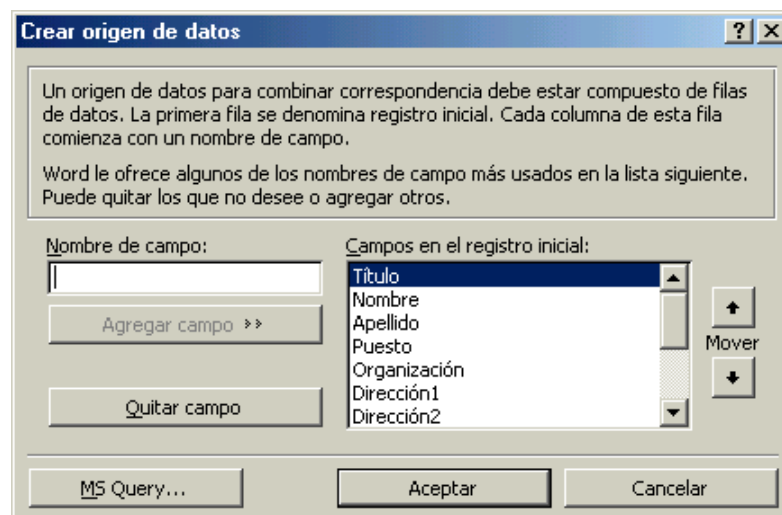 Crear origen de datos
Un origen de datos para combinar correspondencia debe estar compuesto de filas
de datos. La primera fila se denomina registro inicial. Cada columna de esta fila
comienza con un nombre de campo.
Word le ofrece algunos de los nombres de campo más usados en la lista siguiente.
Puede quitar los que no desee o agregar otros.
Nombre de campo:
Agregar campo >>
Quitar campo
Campos en el registro inicial:
Título
Nombre
Apellido
Puesto
Organización
Dirección1
Dirección2
Mover
MS Query...
Aceptar
Cancelar